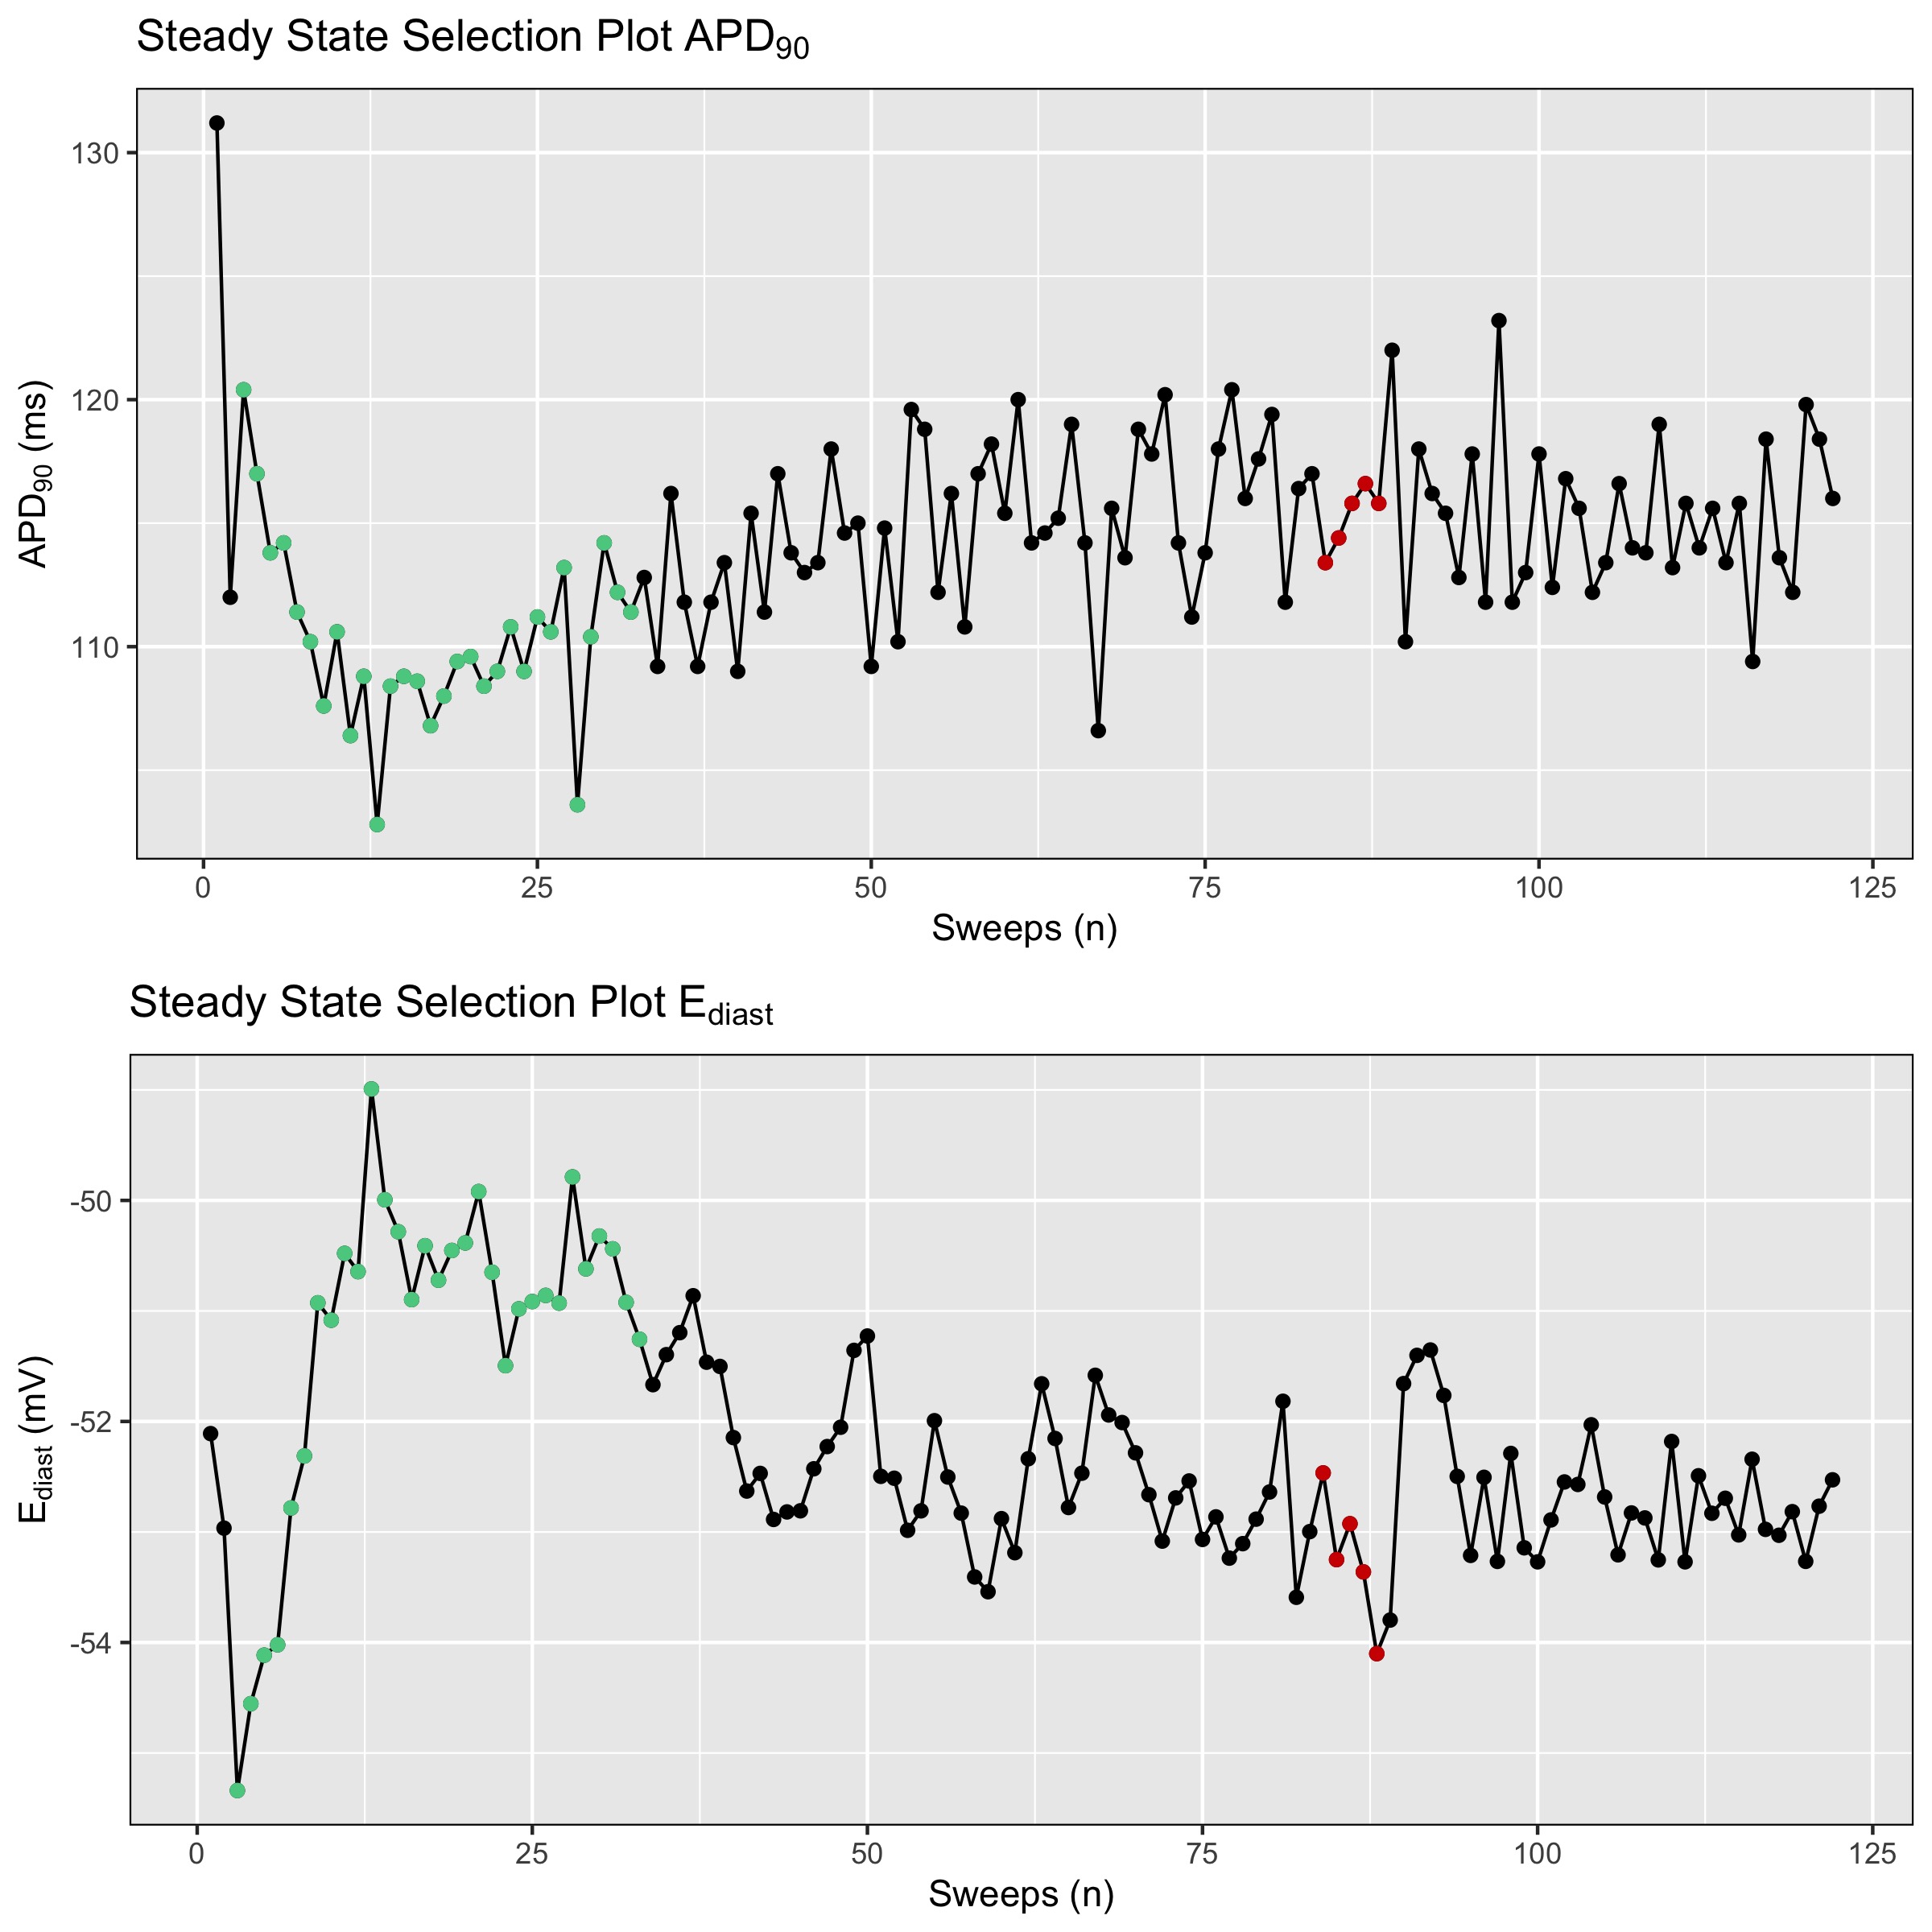 Steady State Selection Plot APD90
130
120
110
APD90 (ms)
0 25 50 75 100 125
Sweeps (n)
Steady State Selection Plot Ediast
-50
-52
-54
Ediast (mV)
0 25 50 75 100 125
Sweeps (n)